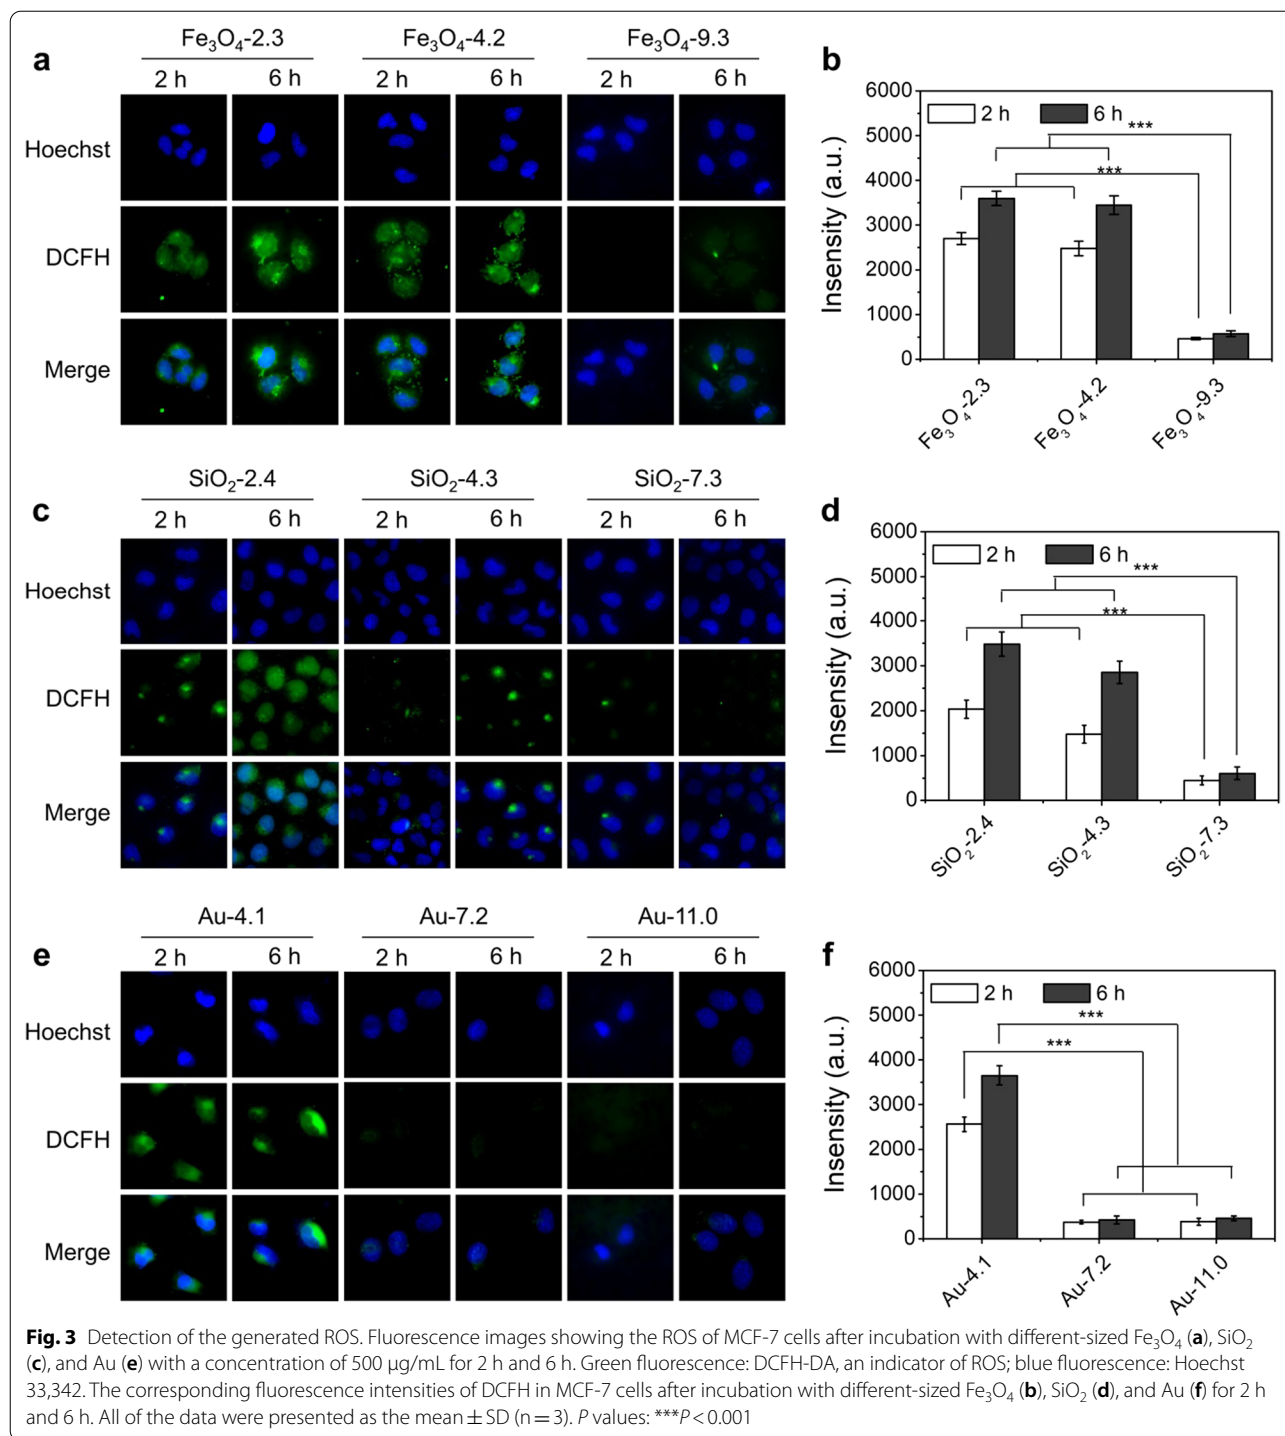 a
Fe₃O₄-2.3 Fe₃O₄-4.2 Fe₃O₄-9.3
2 h 6 h 2 h 6 h 2 h 6 h
Hoechst
DCFH
Merge
b
Insensity (a.u.)
6000
5000
4000
3000
2000
1000
0
2 h 6 h
***
***
Fe₃O₄-2.3 Fe₃O₄-4.2 Fe₃O₄-9.3
c
SiO₂-2.4 SiO₂-4.3 SiO₂-7.3
2 h 6 h 2 h 6 h 2 h 6 h
Hoechst
DCFH
Merge
d
Insensity (a.u.)
6000
5000
4000
3000
2000
1000
0
2 h 6 h
***
***
SiO₂-2.4 SiO₂-4.3 SiO₂-7.3
e
Au-4.1 Au-7.2 Au-11.0
2 h 6 h 2 h 6 h 2 h 6 h
Hoechst
DCFH
Merge
f
Insensity (a.u.)
6000
5000
4000
3000
2000
1000
0
2 h 6 h
***
***
Au-4.1 Au-7.2 Au-11.0
Fig. 3 Detection of the generated ROS. Fluorescence images showing the ROS of MCF-7 cells after incubation with different-sized Fe₃O₄ (a), SiO₂
(c), and Au (e) with a concentration of 500 μg/mL for 2 h and 6 h. Green fluorescence: DCFH-DA, an indicator of ROS; blue fluorescence: Hoechst
33,342. The corresponding fluorescence intensities of DCFH in MCF-7 cells after incubation with different-sized Fe₃O₄ (b), SiO₂ (d), and Au (f) for 2 h
and 6 h. All of the data were presented as the mean ± SD (n = 3). P values: ***P < 0.001